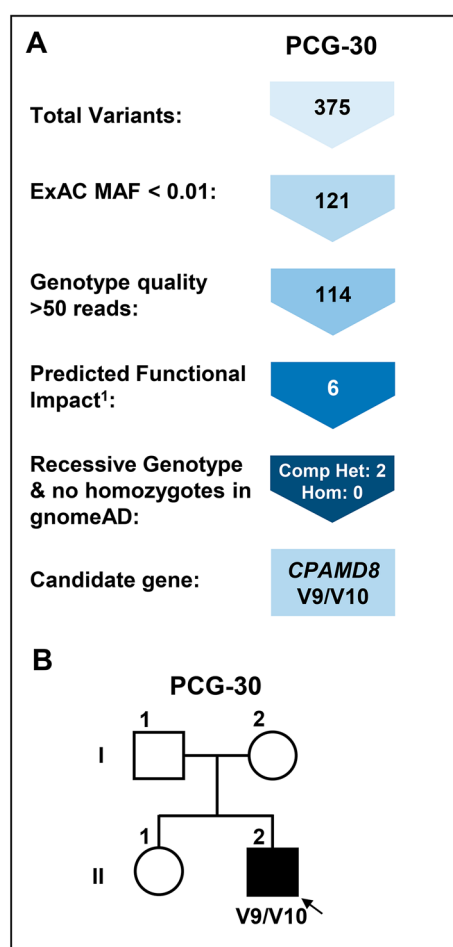 A
PCG-30
Total Variants:
375
ExAC MAF < 0.01:
121
Genotype quality
>50 reads:
114
Predicted Functional
Impact¹:
6
Recessive Genotype
& no homozygotes in
gnomeAD:
Comp Het: 2
Hom: 0
Candidate gene:
CPAMD8
V9/V10
B
PCG-30
1
2
I
1
2
II
V9/V10